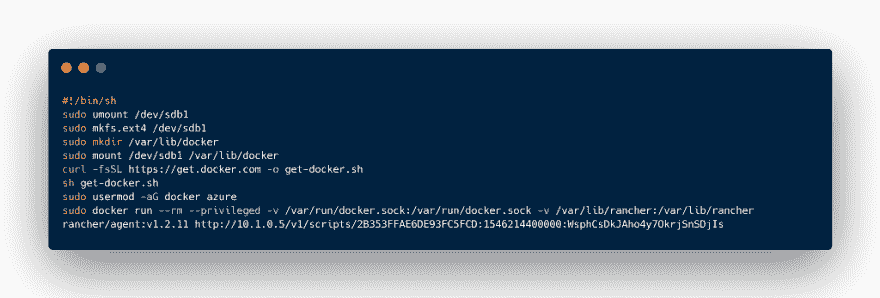 #!/bin/sh
sudo umount /dev/sdb1
sudo mkfs.ext4 /dev/sdb1
sudo mkdir /var/lib/docker
sudo mount /dev/sdb1 /var/lib/docker
curl -fsSL https://get.docker.com -o get-docker.sh
sh get-docker.sh
sudo usermod -aG docker azure
sudo docker run --rm --privileged -v /var/run/docker.sock:/var/run/docker.sock -v /var/lib/rancher:/var/lib/rancher
rancher/agent:v1.2.11 http://10.1.0.5/v1/scripts/2B353FFAE6DE93FC5FCD:1546214400000:WsphCsDkJAho4y7OkrjSnSDjIs